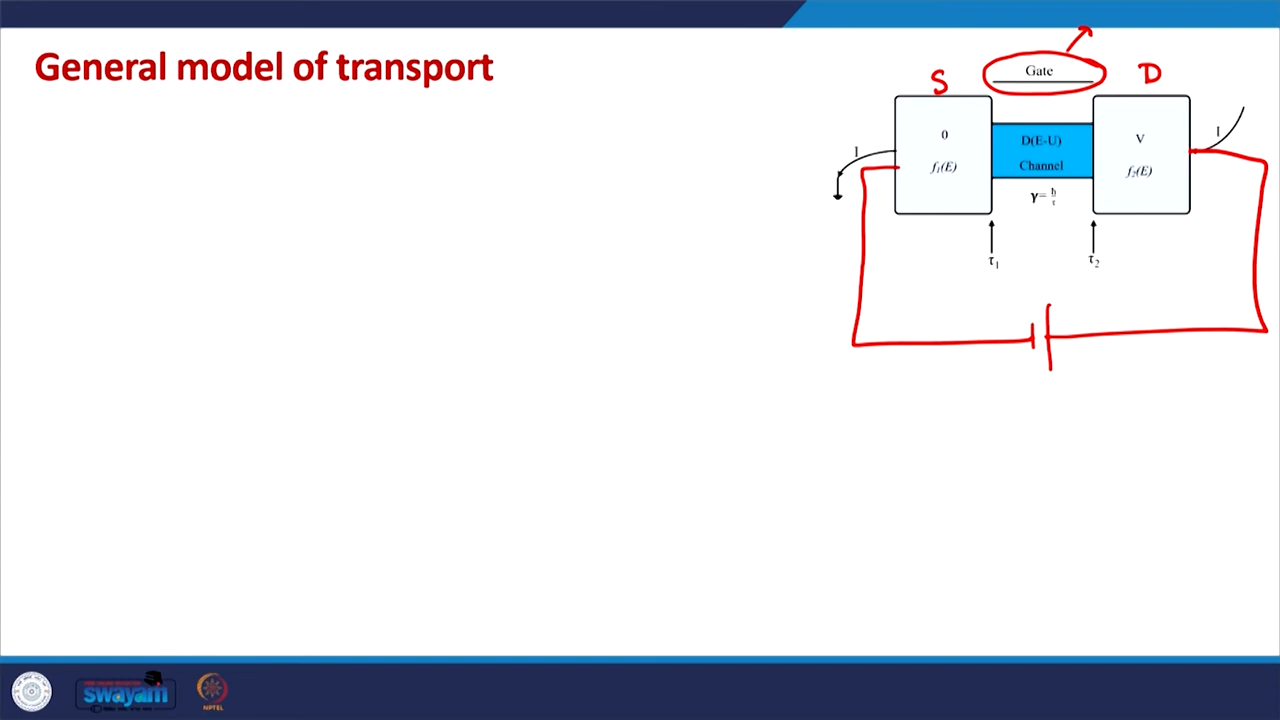 General model of transport
Gate
S
D
0
D(E-U)
V
I
f₁(E)
Channel
f₂(E)
I
γ= ħ/τ
τ₁
τ₂
swayam
NPTEL